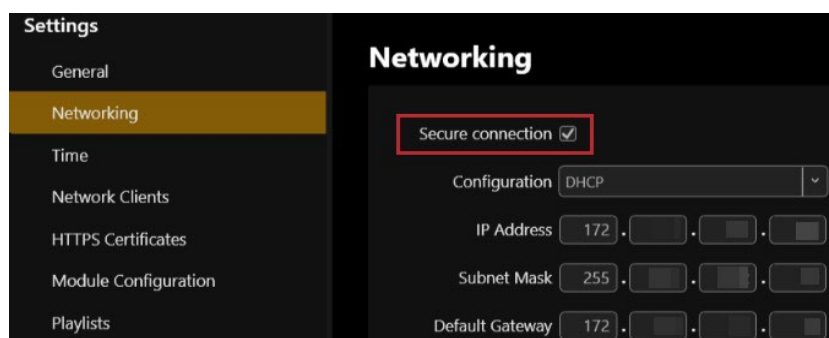 Settings
General
Networking
Time
Network Clients
HTTPS Certificates
Module Configuration
Playlists
Networking
Secure connection
Configuration DHCP
IP Address 172 . . .
Subnet Mask 255 . . .
Default Gateway 172 . . .